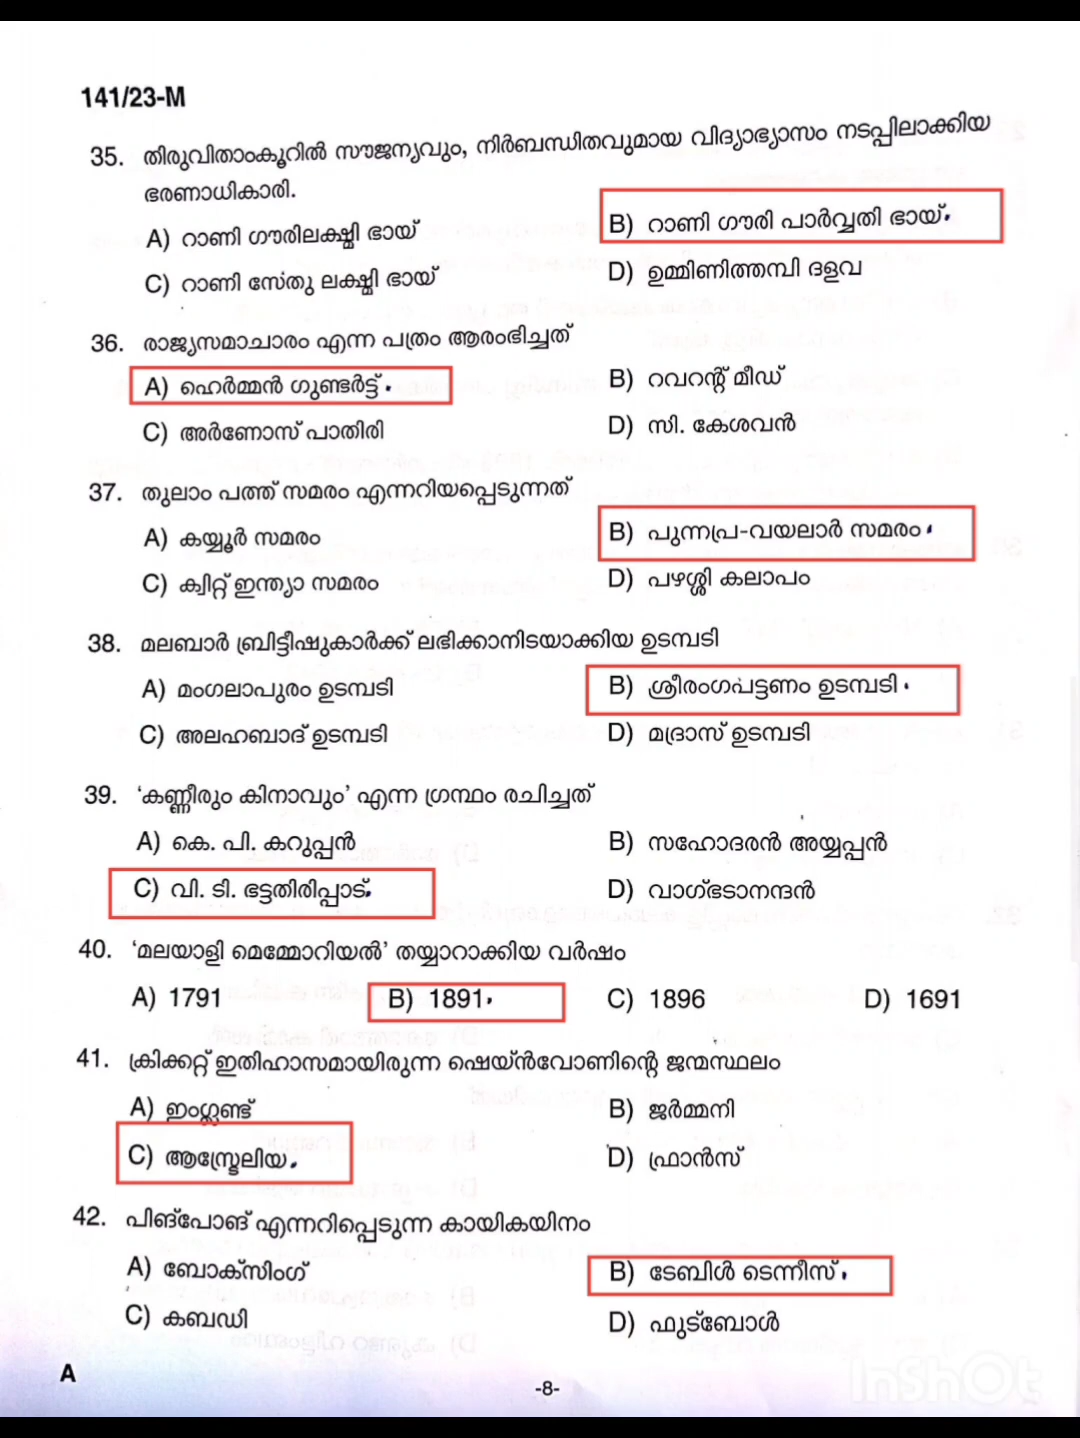 141/23-M
35. തിരുവിതാംകൂറിൽ സൗജന്യവും, നിർബന്ധിതവുമായ വിദ്യാഭ്യാസം നടപ്പിലാക്കിയ
ഭരണാധികാരി.
A) റാണി ഗൗരിലക്ഷ്മി ഭായ് B) റാണി ഗൗരി പാർവ്വതി ഭായ്
C) റാണി സേതു ലക്ഷ്മി ഭായ് D) ഉമ്മിണിത്തമ്പി ദളവ
36. രാജ്യസമാചാരം എന്ന പത്രം ആരംഭിച്ചത്
A) ഹെർമ്മൻ ഗുണ്ടർട്ട് B) റവറന്റ് മീഡ്
C) അർണോസ് പാതിരി D) സി. കേശവൻ
37. തുലാം പത്ത് സമരം എന്നറിയപ്പെടുന്നത്
A) കയ്യൂർ സമരം B) പുന്നപ്ര-വയലാർ സമരം
C) ക്വിറ്റ് ഇന്ത്യാ സമരം D) പഴശ്ശി കലാപം
38. മലബാർ ബ്രിട്ടീഷുകാർക്ക് ലഭിക്കാനിടയാക്കിയ ഉടമ്പടി
A) മംഗലാപുരം ഉടമ്പടി B) ശ്രീരംഗപട്ടണം ഉടമ്പടി
C) അലഹബാദ് ഉടമ്പടി D) മദ്രാസ് ഉടമ്പടി
39. 'കണ്ണീരും കിനാവും' എന്ന ഗ്രന്ഥം രചിച്ചത്
A) കെ. പി. കറുപ്പൻ B) സഹോദരൻ അയ്യപ്പൻ
C) വി. ടി. ഭട്ടതിരിപ്പാട് D) വാഗ്ഭടാനന്ദൻ
40. 'മലയാളി മെമ്മോറിയൽ' തയ്യാറാക്കിയ വർഷം
A) 1791 B) 1891 C) 1896 D) 1691
41. ക്രിക്കറ്റ് ഇതിഹാസമായിരുന്ന ഷെയ്ൻവോണിന്റെ ജന്മസ്ഥലം
A) ഇംഗ്ലണ്ട് B) ജർമ്മനി
C) ആസ്ട്രേലിയ D) ഫ്രാൻസ്
42. പിങ്പോങ് എന്നറിപ്പെടുന്ന കായികയിനം
A) ബോക്സിംഗ് B) ടേബിൾ ടെന്നീസ്
C) കബഡി D) ഫുട്ബോൾ
A
-8-
InShOt